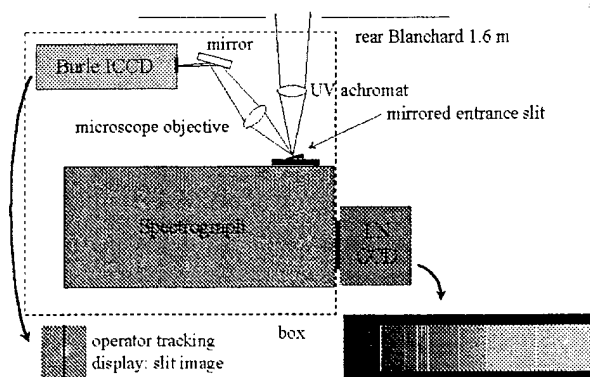 rear Blanchard 1.6 m
mirror
Burle ICCD
UV achromat
mirrored entrance slit
microscope objective
Spectrograph
LN
CCD
box
operator tracking
display: slit image